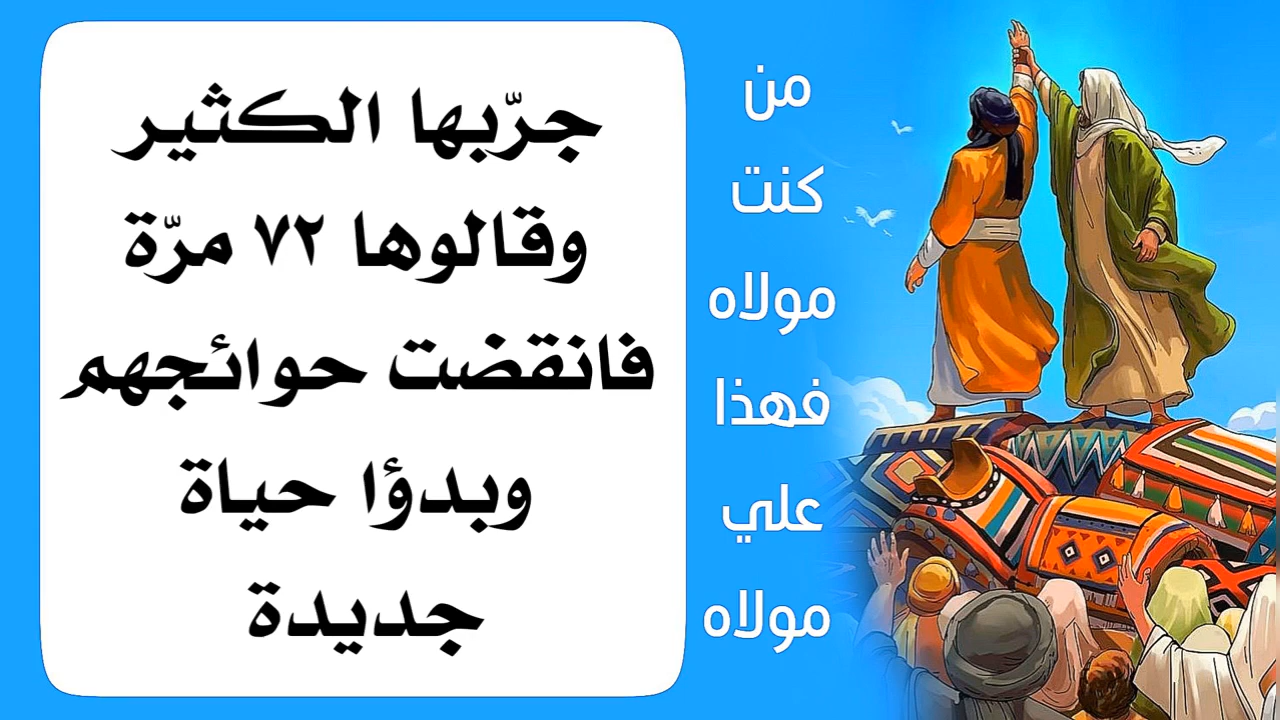 جرّبها الكثير
وقالوها ٧٢ مرّة
فانقضت حوائجهم
وبدؤا حياة
جديدة
من
كنت
مولاه
فهذا
علي
مولاه